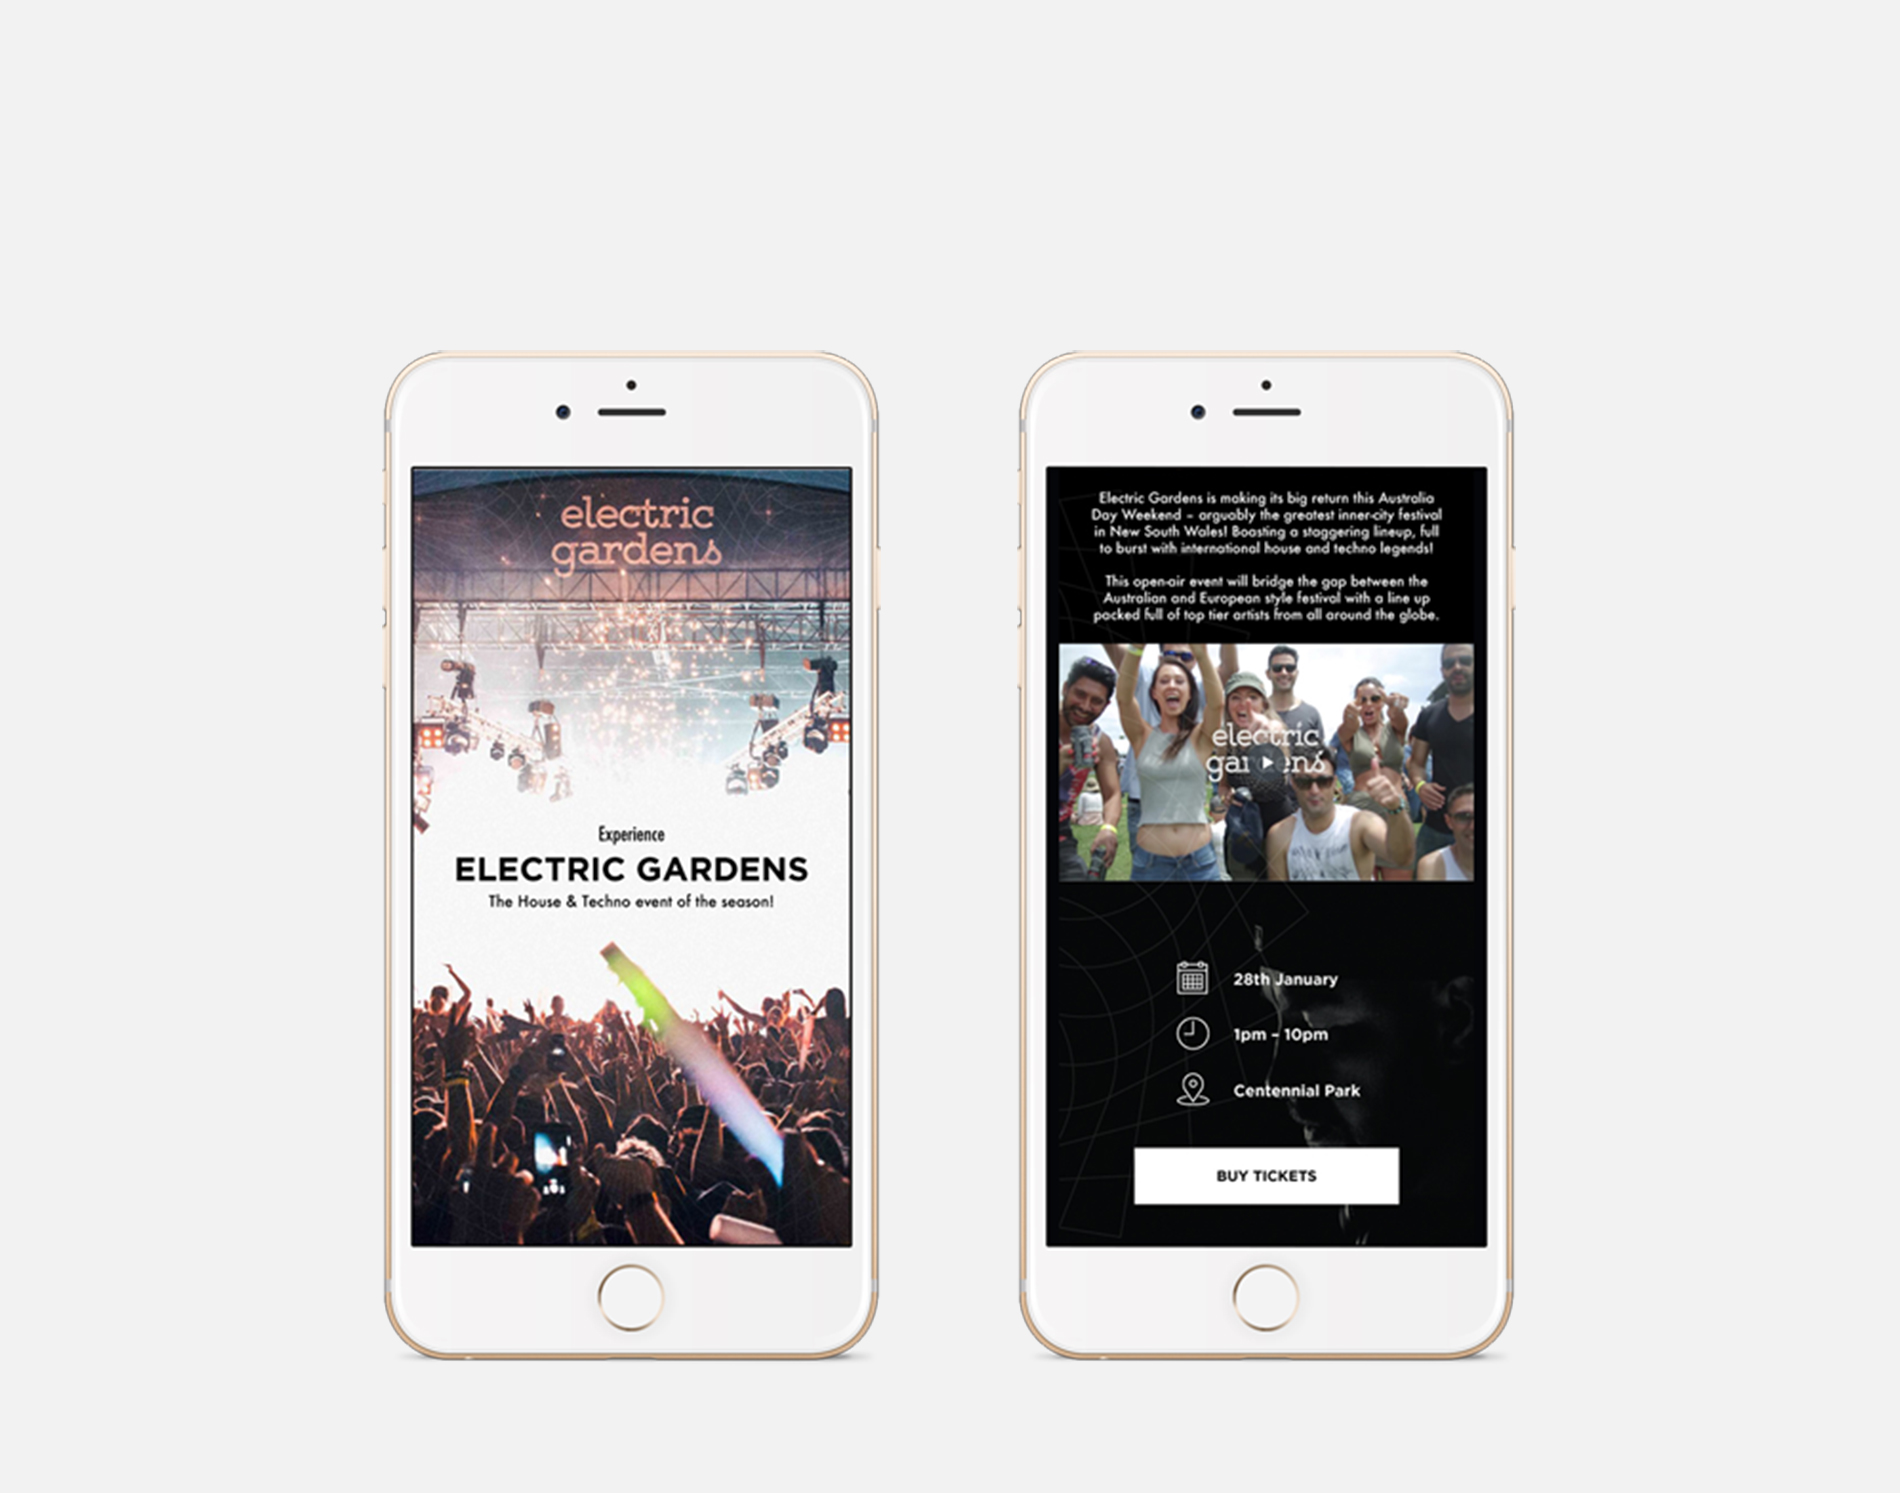 electric
gardens
Experience
ELECTRIC GARDENS
The House & Techno event of the season!
Electric Gardens is making its big return this Australia
Day Weekend – arguably the greatest inner-city festival
in New South Wales! Boasting a staggering lineup, full
to burst with international house and techno legends!
This open-air event will bridge the gap between the
Australian and European style festival with a line up
packed full of top tier artists from all around the globe.
electric
gardens
28th January
1pm – 10pm
Centennial Park
BUY TICKETS